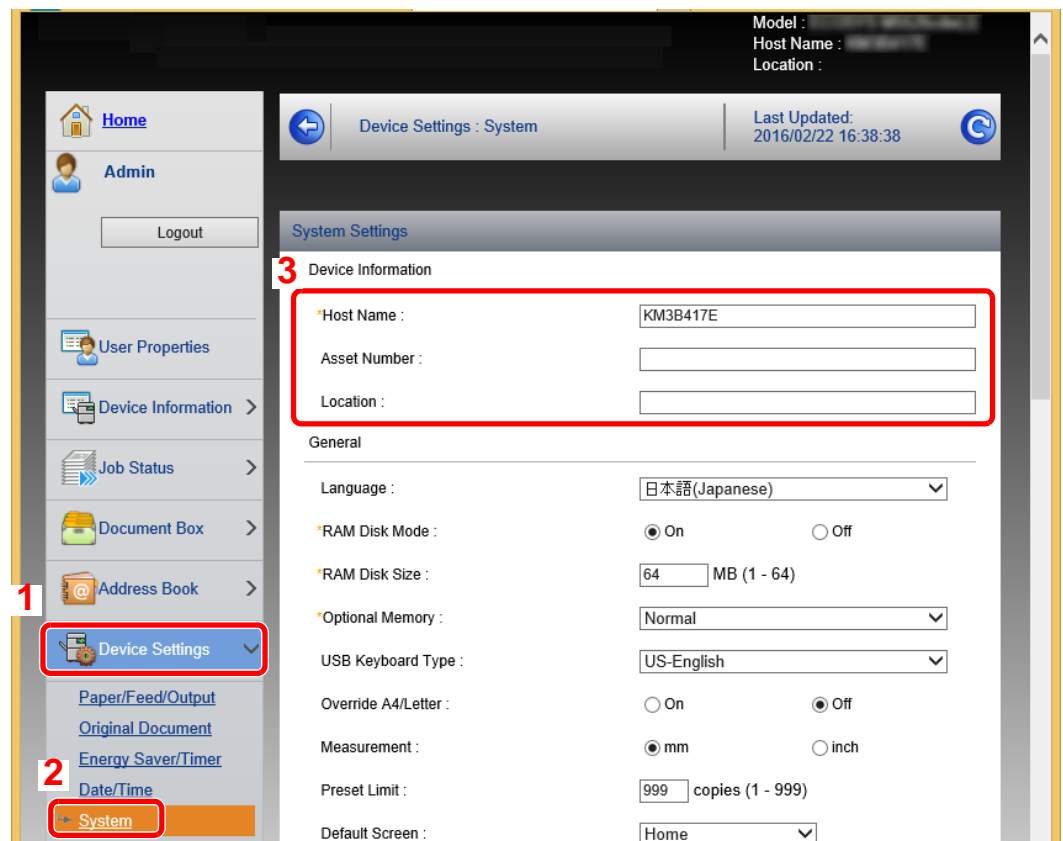 Model :
Host Name :
Location :
Home
Device Settings : System
Last Updated:
2016/02/22 16:38:38
Admin
Logout
System Settings
3
Device Information
*Host Name : KM3B417E
Asset Number :
Location :
User Properties
Device Information
Job Status
Document Box
Address Book
1
Device Settings
Paper/Feed/Output
Original Document
Energy Saver/Timer
2
Date/Time
System
General
Language : 日本語(Japanese)
*RAM Disk Mode : On Off
*RAM Disk Size : 64 MB (1 - 64)
*Optional Memory : Normal
USB Keyboard Type : US-English
Override A4/Letter : On Off
Measurement : mm inch
Preset Limit : 999 copies (1 - 999)
Default Screen : Home